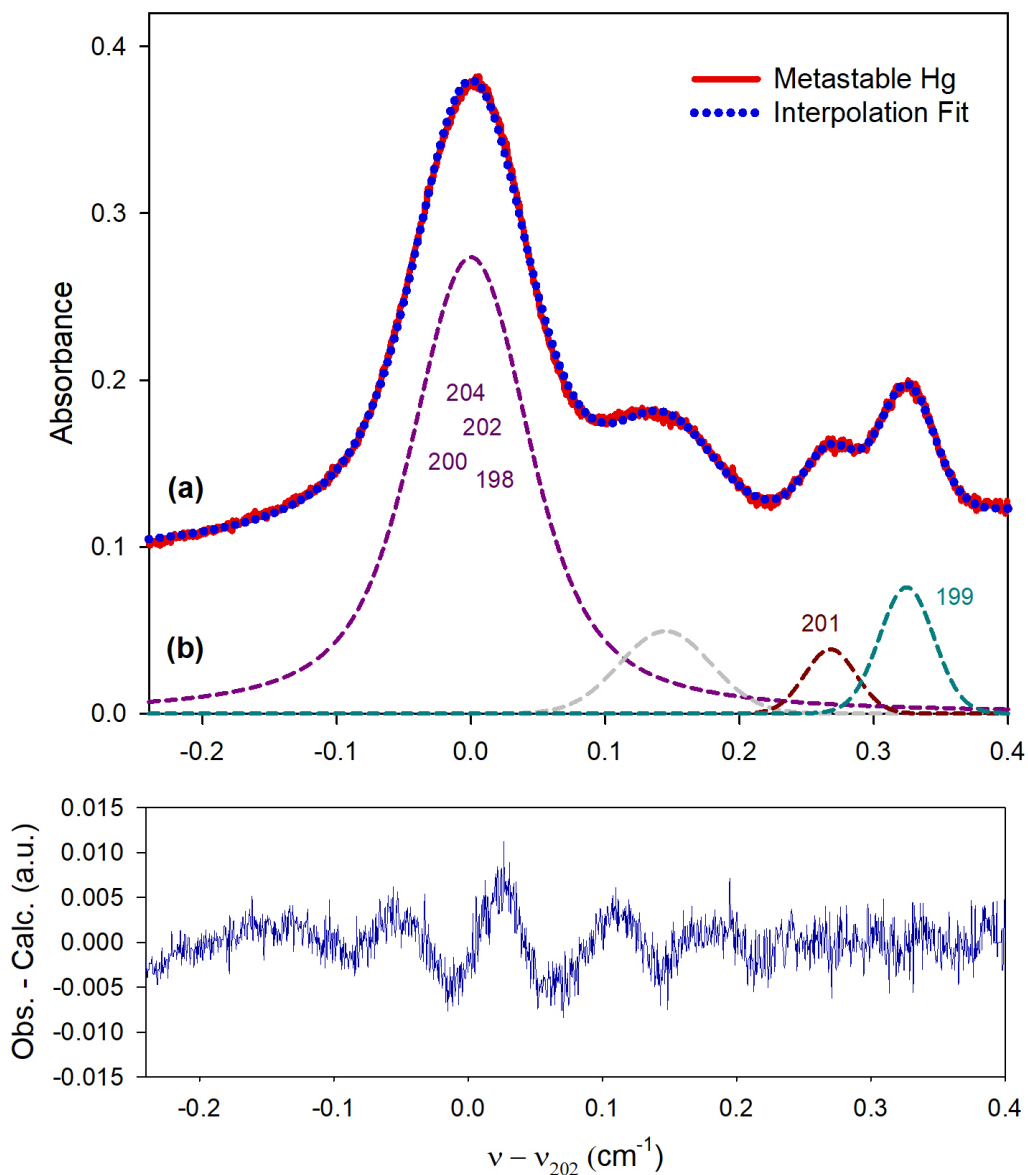 0.4
Metastable Hg
Interpolation Fit
0.3
Absorbance
0.2
204
202
200
198
(a)
0.1
199
201
(b)
0.0
-0.2 -0.1 0.0 0.1 0.2 0.3 0.4
0.015
0.010
0.005
0.000
-0.005
-0.010
-0.015
Obs. - Calc. (a.u.)
-0.2 -0.1 0.0 0.1 0.2 0.3 0.4
ν – ν₂₀₂ (cm⁻¹)